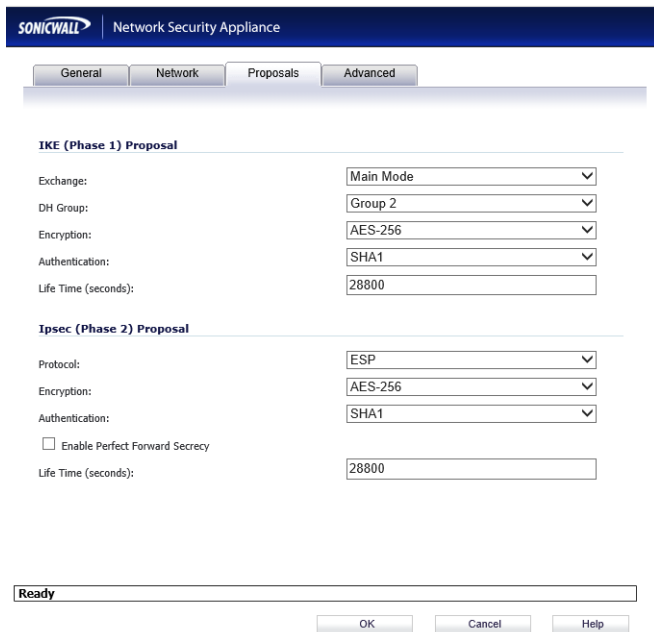 SONICWALL Network Security Appliance
General Network Proposals Advanced
IKE (Phase 1) Proposal
Exchange: Main Mode
DH Group: Group 2
Encryption: AES-256
Authentication: SHA1
Life Time (seconds): 28800
Ipsec (Phase 2) Proposal
Protocol: ESP
Encryption: AES-256
Authentication: SHA1
Enable Perfect Forward Secrecy
Life Time (seconds): 28800
Ready
OK Cancel Help